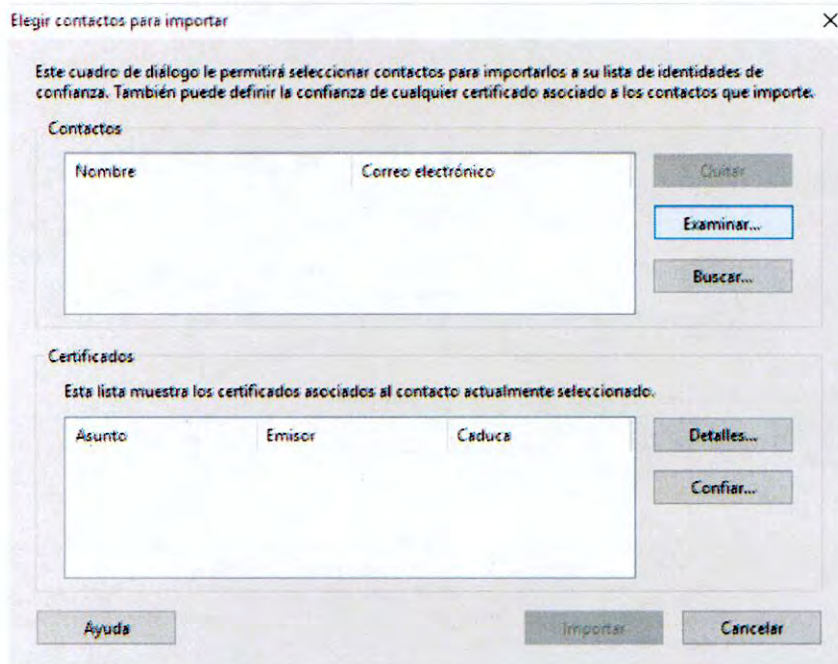 Elegir contactos para importar
Este cuadro de diálogo le permitirá seleccionar contactos para importarlos a su lista de identidades de
confianza. También puede definir la confianza de cualquier certificado asociado a los contactos que importe.
Contactos
Nombre Correo electrónico
Quitar
Examinar...
Buscar...
Certificados
Esta lista muestra los certificados asociados al contacto actualmente seleccionado.
Asunto Emisor Caduca
Detalles...
Confiar...
Ayuda Importar Cancelar